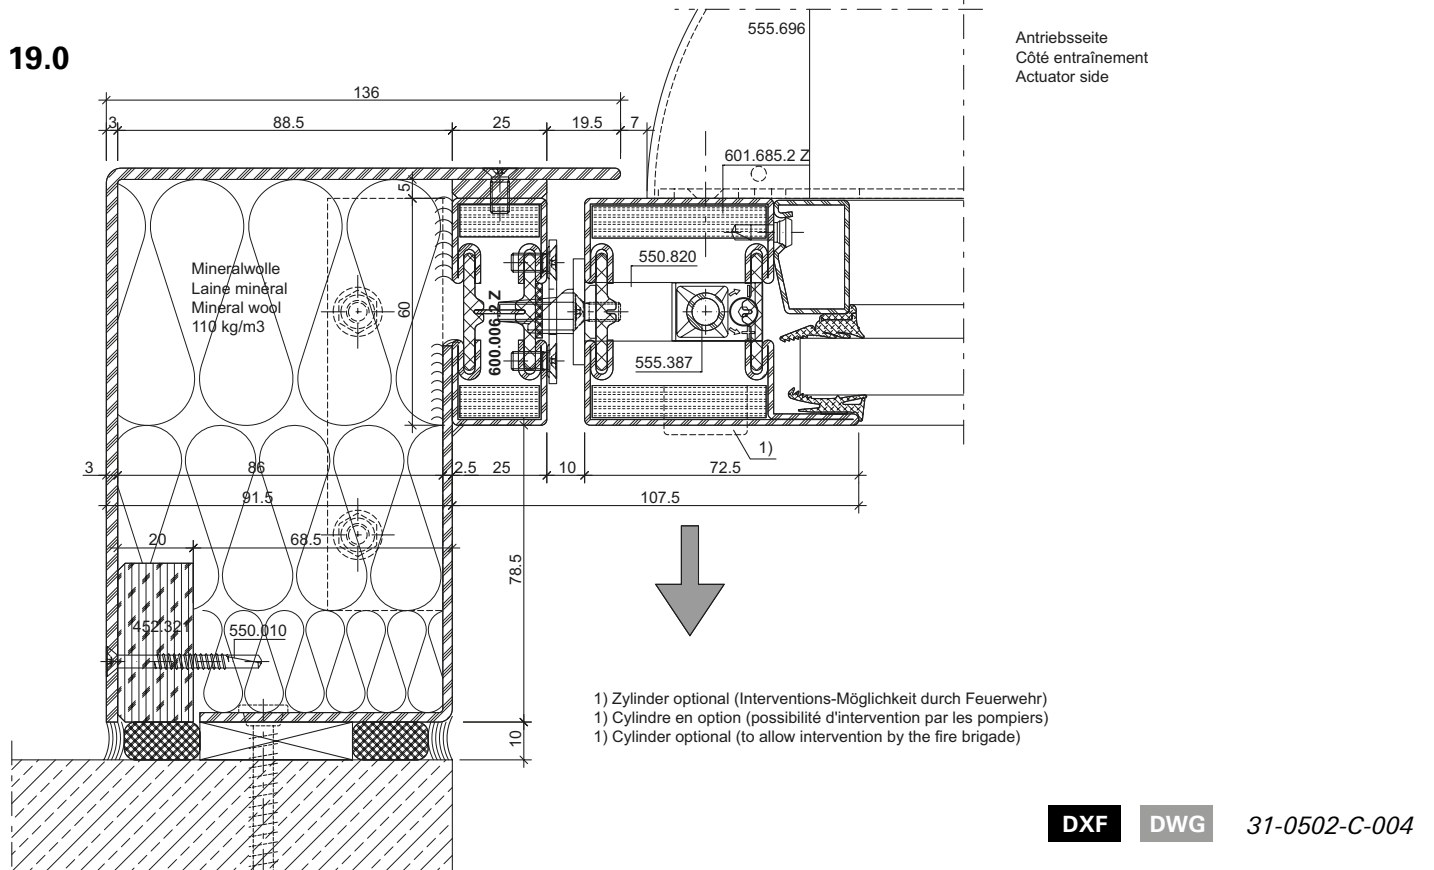 555.696
Antriebsseite
Côté entraînement
Actuator side
19.0
136
3
88.5
25
19.5
7
601.685.2 Z
5
Mineralwolle
Laine minéral
Mineral wool
110 kg/m3
60
600.006.2 Z
550.820
555.387
1)
3
86
2.5
25
10
72.5
91.5
107.5
20
68.5
78.5
452.321
550.010
10
1) Zylinder optional (Interventions-Möglichkeit durch Feuerwehr)
1) Cylindre en option (possibilité d'intervention par les pompiers)
1) Cylinder optional (to allow intervention by the fire brigade)
DXF
DWG
31-0502-C-004